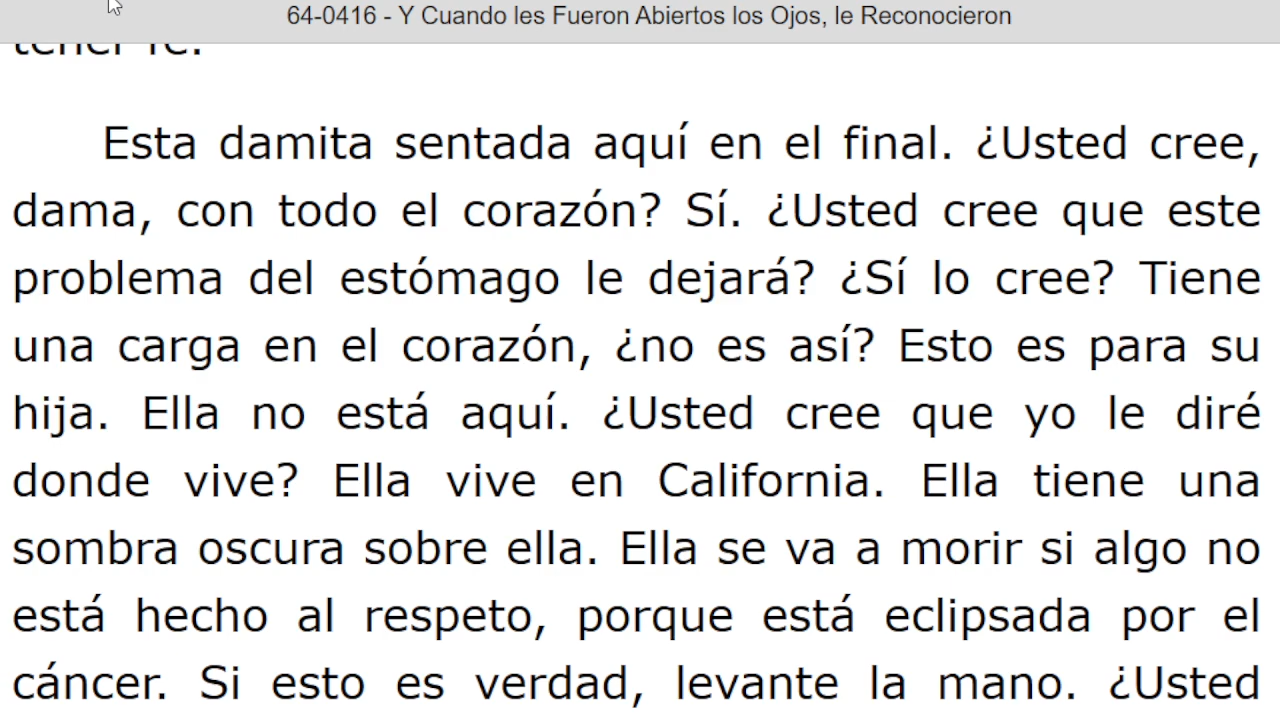 64-0416 - Y Cuando les Fueron Abiertos los Ojos, le Reconocieron
tener fe.
Esta damita sentada aquí en el final. ¿Usted cree,
dama, con todo el corazón? Sí. ¿Usted cree que este
problema del estómago le dejará? ¿Sí lo cree? Tiene
una carga en el corazón, ¿no es así? Esto es para su
hija. Ella no está aquí. ¿Usted cree que yo le diré
donde vive? Ella vive en California. Ella tiene una
sombra oscura sobre ella. Ella se va a morir si algo no
está hecho al respeto, porque está eclipsada por el
cáncer. Si esto es verdad, levante la mano. ¿Usted